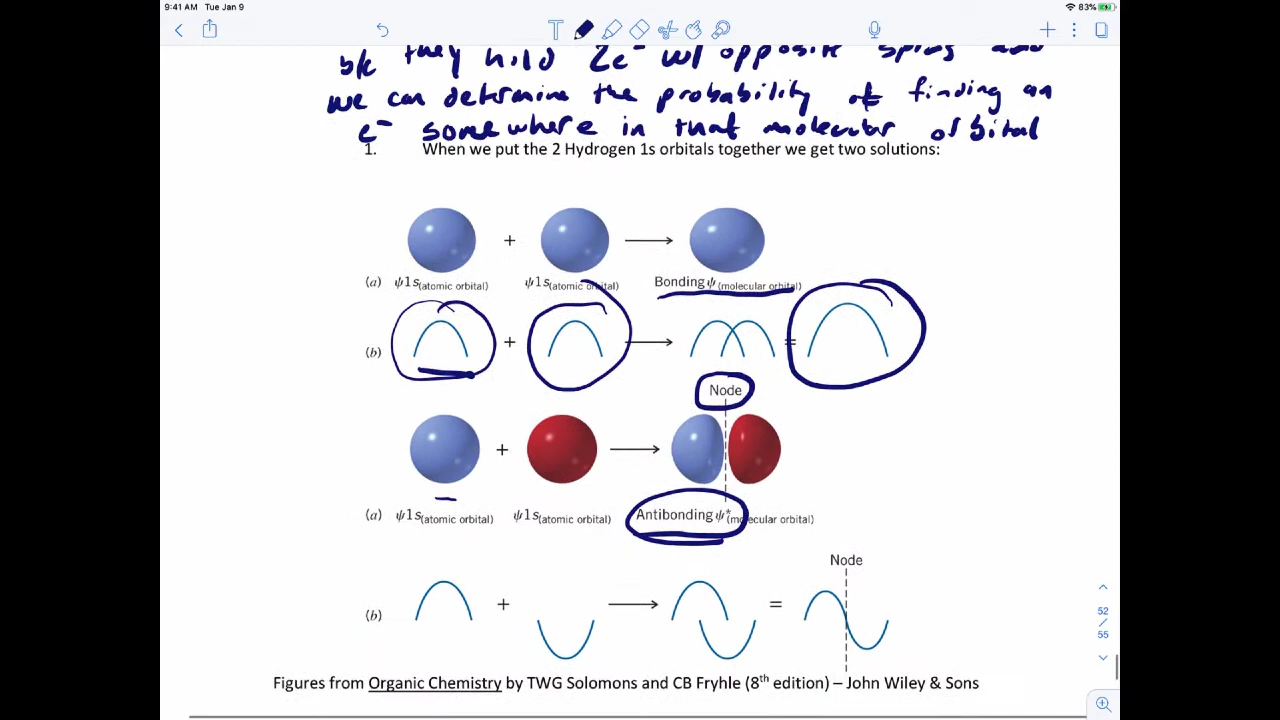 9:41 AM Tue Jan 9
83%
b/c they hold 2e⁻ w/ opposite spins and
we can determine the probability of finding an
e⁻ somewhere in that molecular orbital
1. When we put the 2 Hydrogen 1s orbitals together we get two solutions:
+
(a) ψ1s(atomic orbital) ψ1s(atomic orbital) Bonding ψ(molecular orbital)
(b) + =
Node
+
(a) ψ1s(atomic orbital) ψ1s(atomic orbital) Antibonding ψ*(molecular orbital)
Node
(b) + =
52
/
55
Figures from Organic Chemistry by TWG Solomons and CB Fryhle (8th edition) – John Wiley & Sons